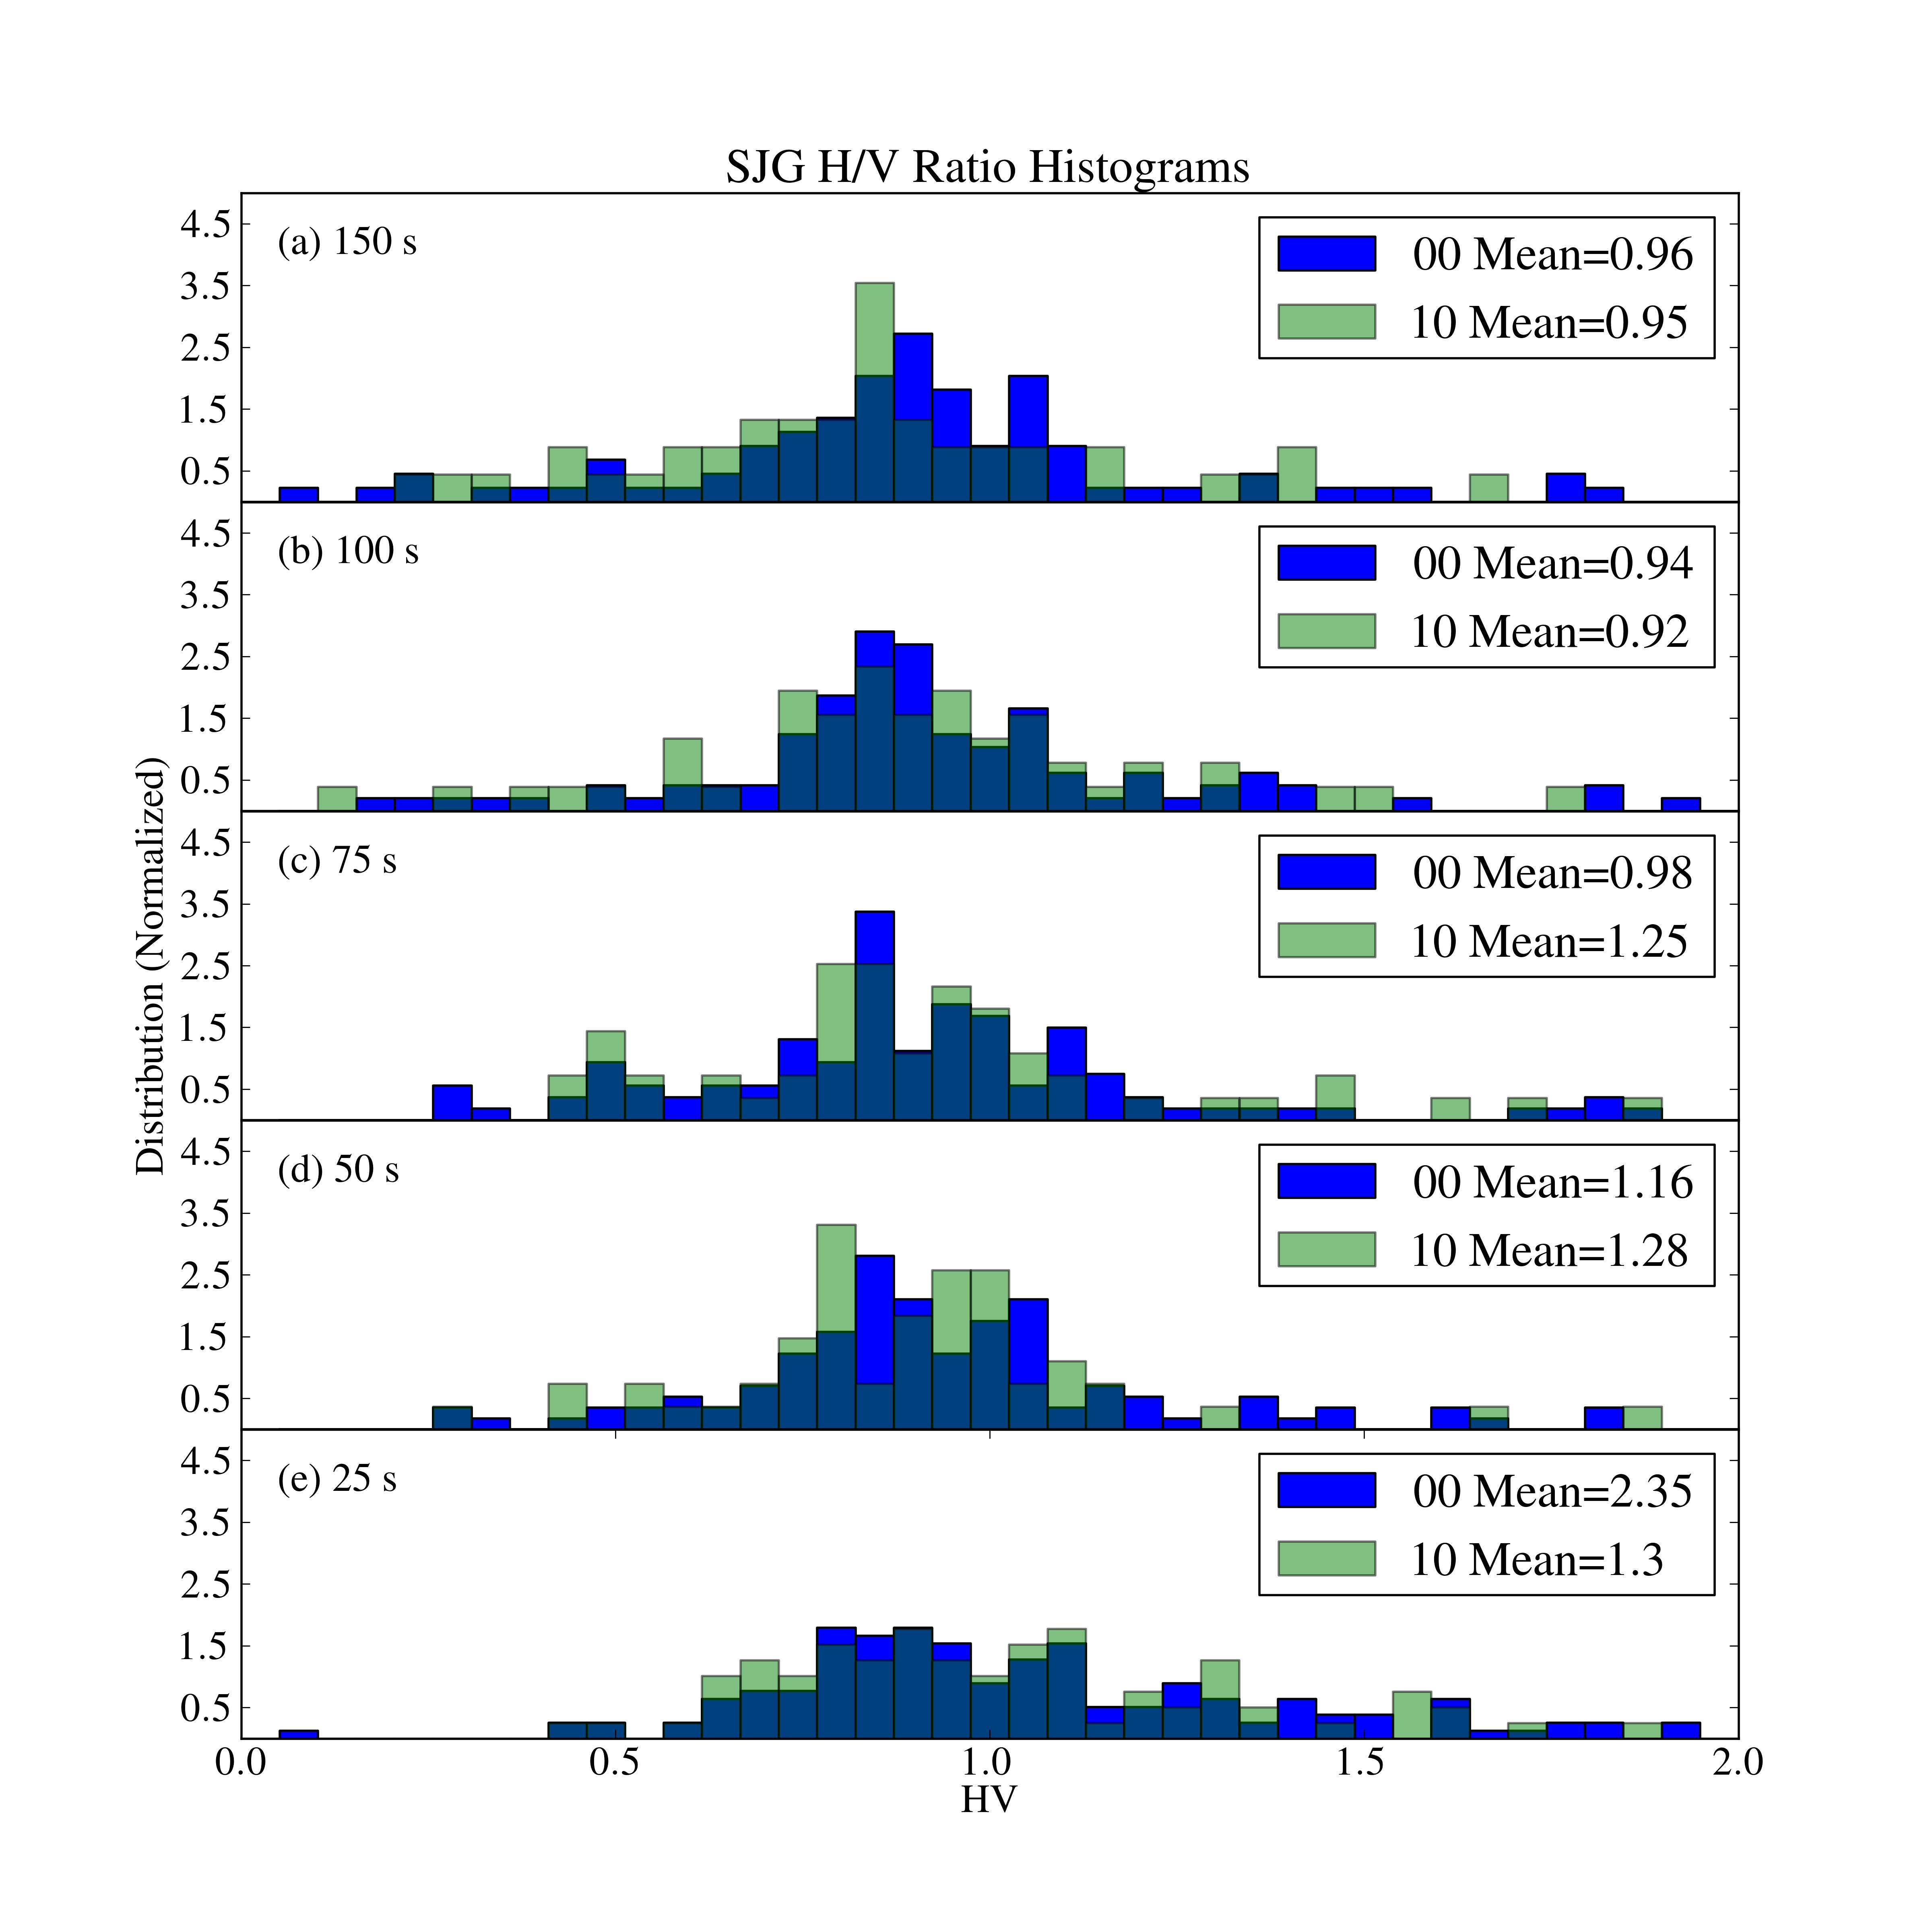 SJG H/V Ratio Histograms
Distribution (Normalized)
(a) 150 s
4.5
3.5
2.5
1.5
0.5
00 Mean=0.96
10 Mean=0.95
(b) 100 s
4.5
3.5
2.5
1.5
0.5
00 Mean=0.94
10 Mean=0.92
(c) 75 s
4.5
3.5
2.5
1.5
0.5
00 Mean=0.98
10 Mean=1.25
(d) 50 s
4.5
3.5
2.5
1.5
0.5
00 Mean=1.16
10 Mean=1.28
(e) 25 s
4.5
3.5
2.5
1.5
0.5
00 Mean=2.35
10 Mean=1.3
0.0 0.5 1.0 1.5 2.0
HV